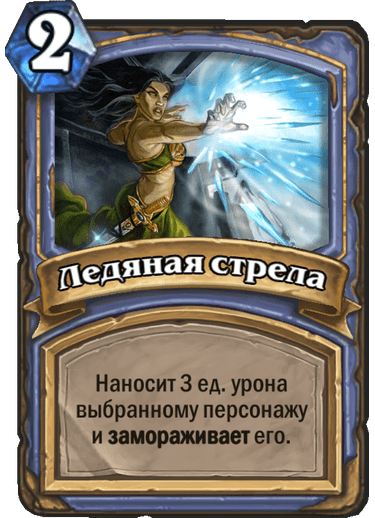 2
Ледяная стрела
Наносит 3 ед. урона
выбранному персонажу
и замораживает его.